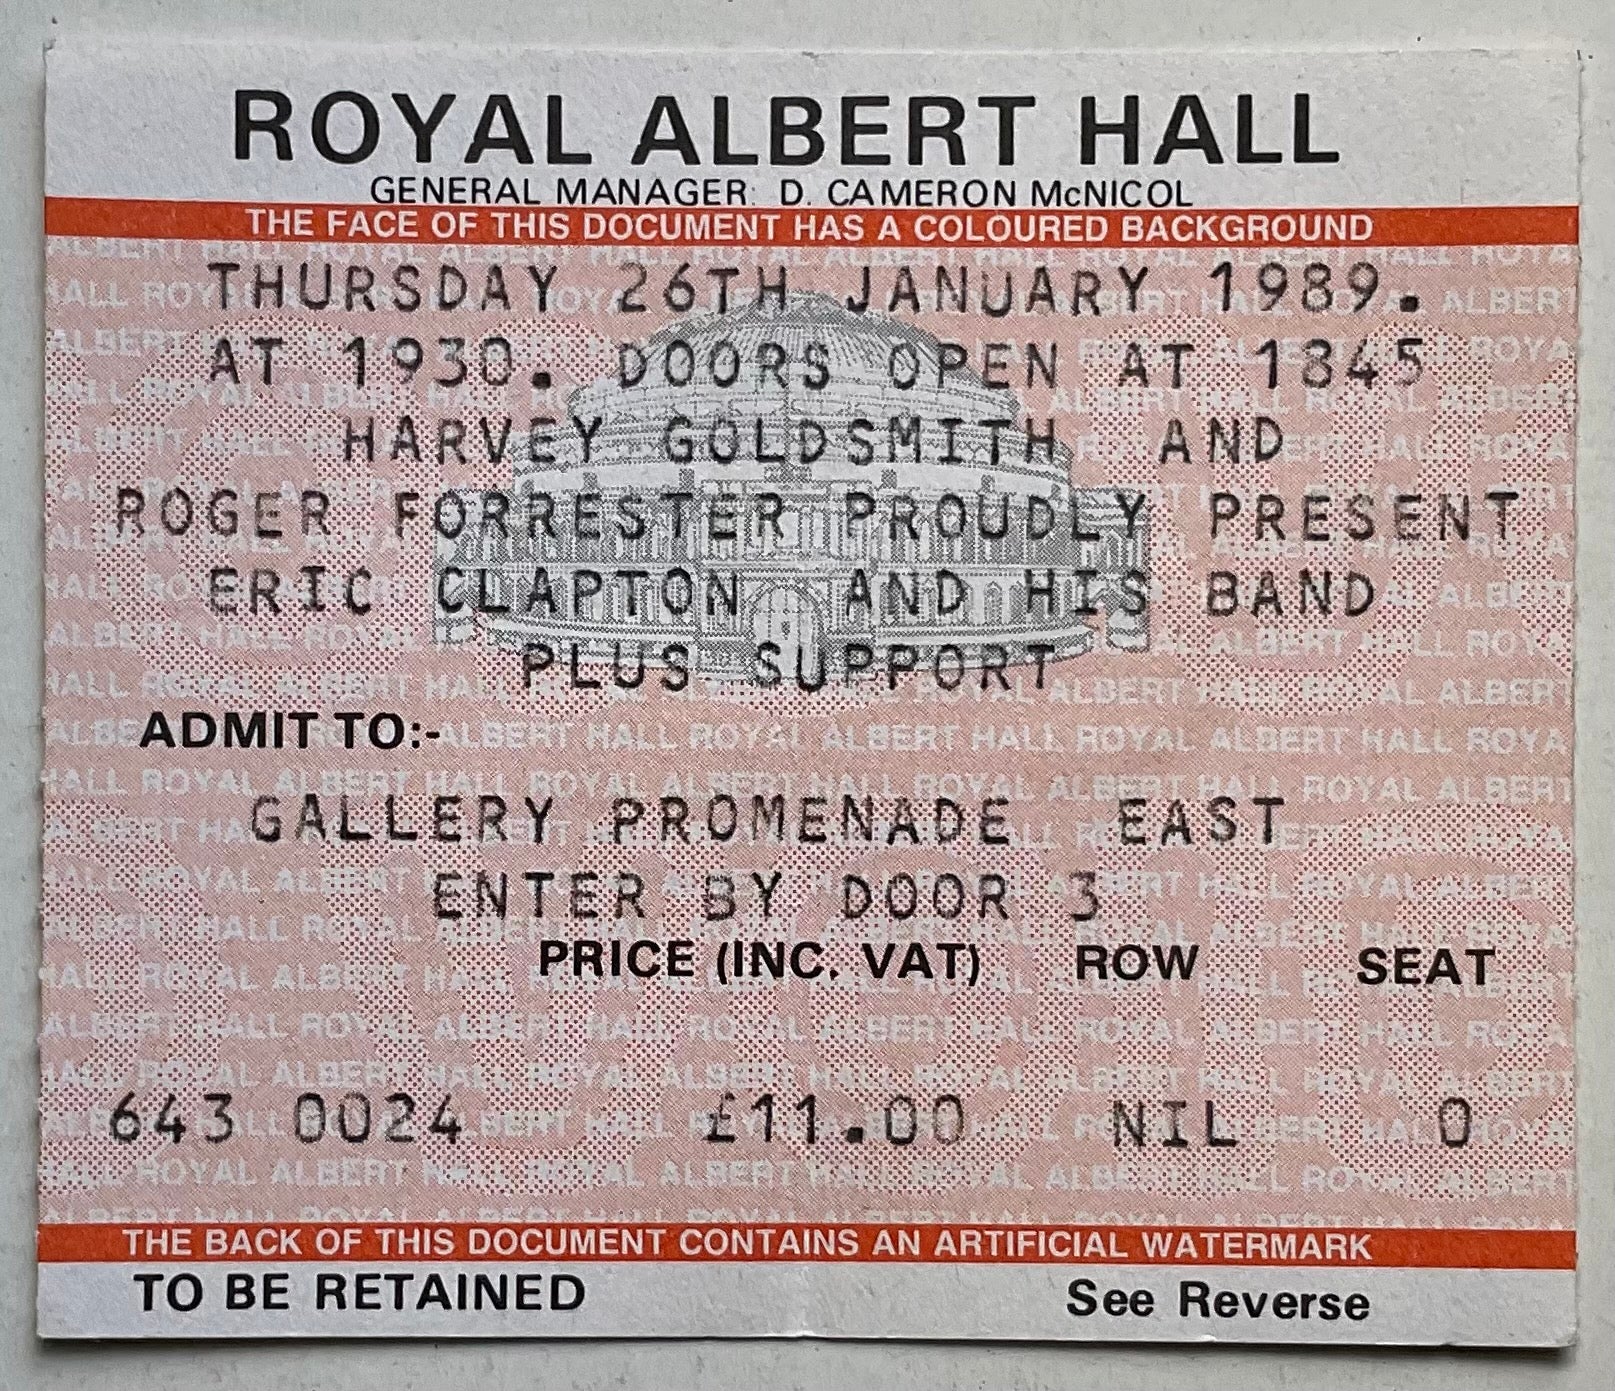 ROYAL ALBERT HALL
GENERAL MANAGER: D. CAMERON McNICOL
THE FACE OF THIS DOCUMENT HAS A COLOURED BACKGROUND
THURSDAY 26TH JANUARY 1989.
AT 1930. DOORS OPEN AT 1845
HARVEY GOLDSMITH AND
ROGER FORRESTER PROUDLY PRESENT
ERIC CLAPTON AND HIS BAND
PLUS SUPPORT
ADMIT TO:-
GALLERY PROMENADE EAST
ENTER BY DOOR 3
PRICE (INC. VAT) ROW SEAT
643 0024 £11.00 NIL 0
THE BACK OF THIS DOCUMENT CONTAINS AN ARTIFICIAL WATERMARK
TO BE RETAINED See Reverse